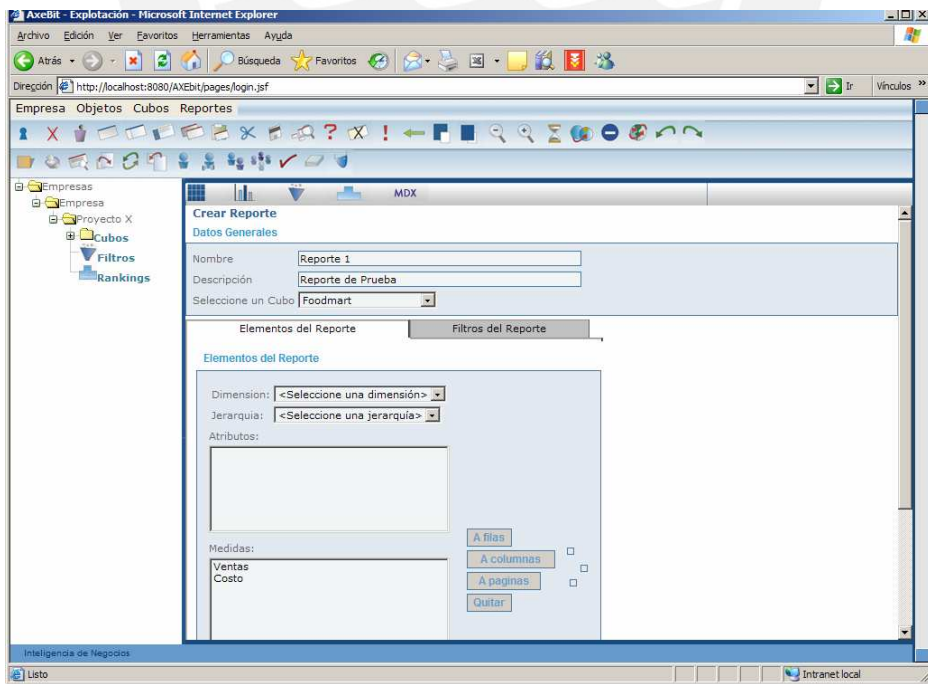 AxeBit - Explotación - Microsoft Internet Explorer
Archivo Edición Ver Favoritos Herramientas Ayuda
Atrás Búsqueda Favoritos
Dirección http://localhost:8080/AXEbit/pages/login.jsf Ir Vínculos »
Empresa Objetos Cubos Reportes
Empresas
Empresa
Proyecto X
Cubos
Filtros
Rankings
MDX
Crear Reporte
Datos Generales
Nombre Reporte 1
Descripción Reporte de Prueba
Seleccione un Cubo Foodmart
Elementos del Reporte Filtros del Reporte
Elementos del Reporte
Dimension: <Seleccione una dimensión>
Jerarquia: <Seleccione una jerarquía>
Atributos:
A filas
A columnas
A paginas
Quitar
Medidas:
Ventas
Costo
Inteligencia de Negocios
Listo Intranet local